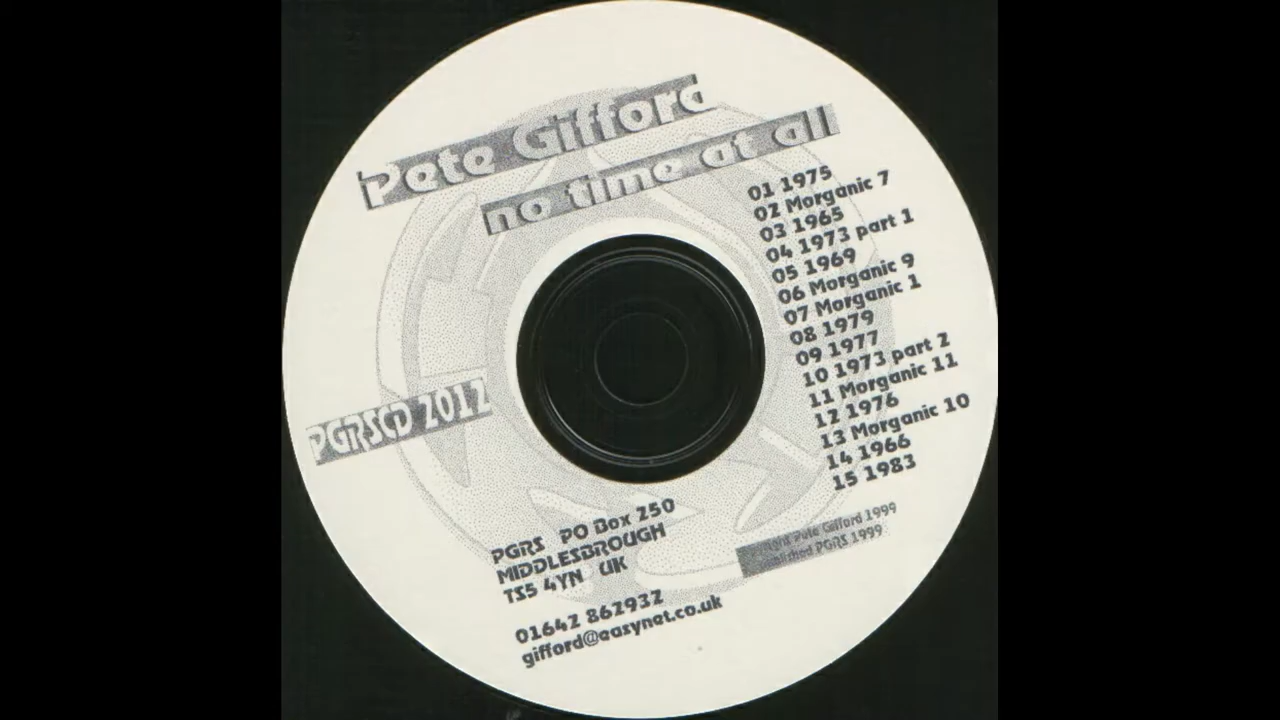 Pete Gifford
no time at all
01 1975
02 Morganic 7
03 1965
04 1973 part 1
05 1969
06 Morganic 9
07 Morganic 1
08 1979
09 1977
10 1973 part 2
11 Morganic 11
12 1976
13 Morganic 10
14 1966
15 1983
PGRSCD 2012
PGRS PO Box 250
MIDDLESBROUGH
TS5 4YN UK
01642 862932
gifford@easynet.co.uk
Pete Gifford 1999
PGRS 1999